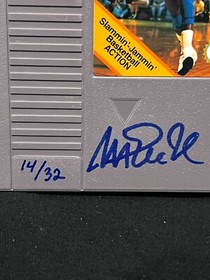 Slammin'-Jammin'
Basketball
ACTION
14/32